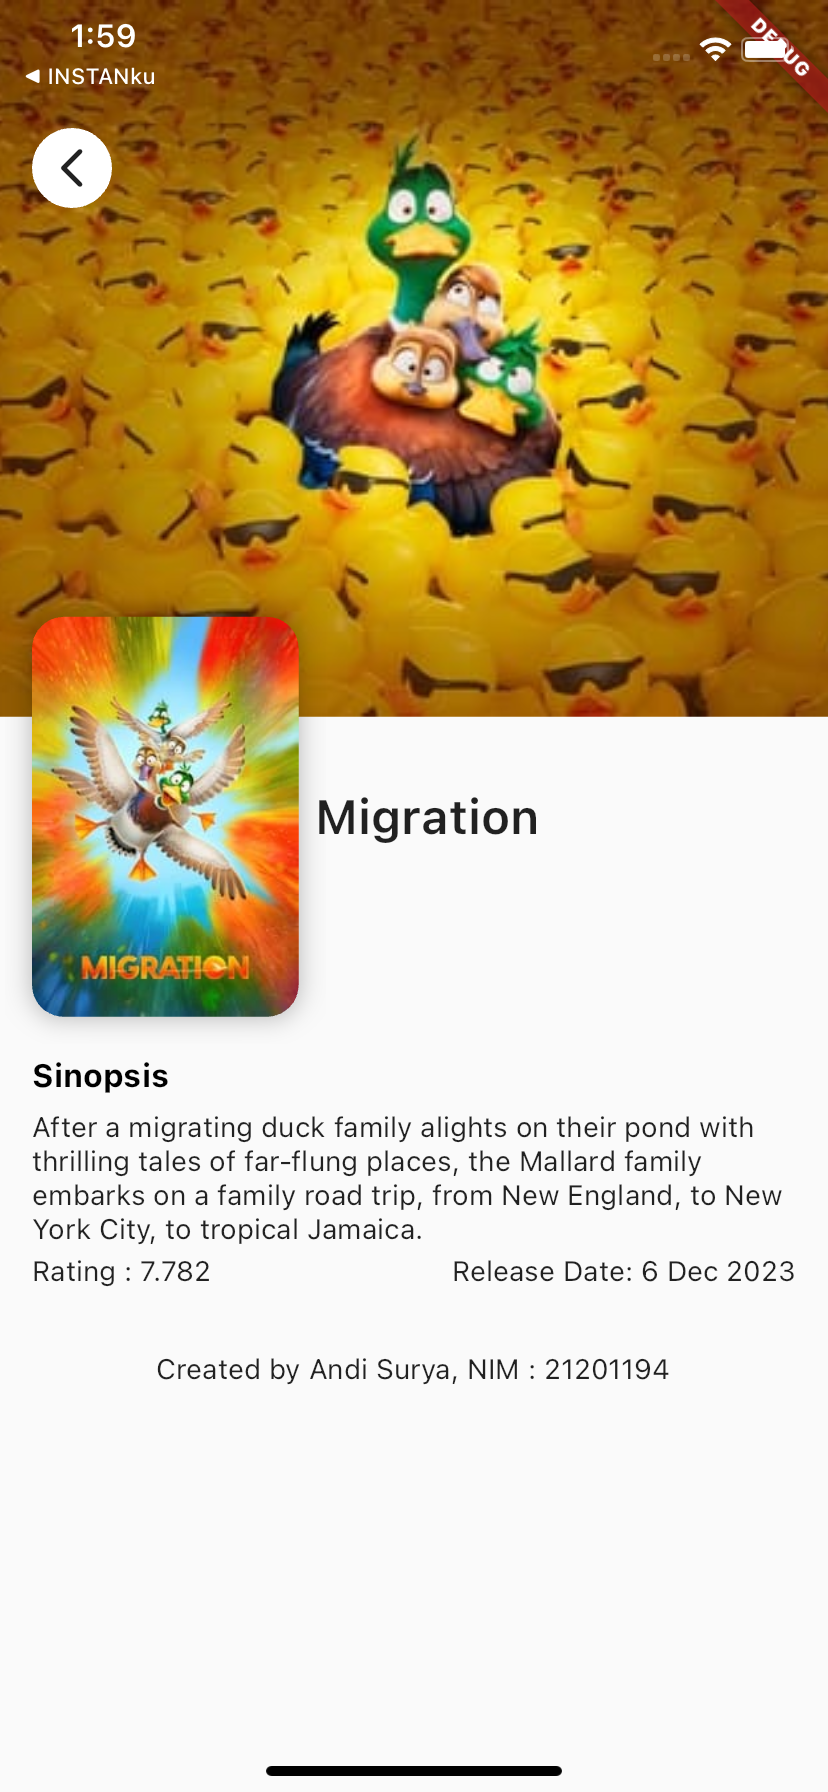 1:59
DEBUG
◀ INSTANku
Migration
MIGRATION
Sinopsis
After a migrating duck family alights on their pond with
thrilling tales of far-flung places, the Mallard family
embarks on a family road trip, from New England, to New
York City, to tropical Jamaica.
Rating : 7.782 Release Date: 6 Dec 2023
Created by Andi Surya, NIM : 21201194